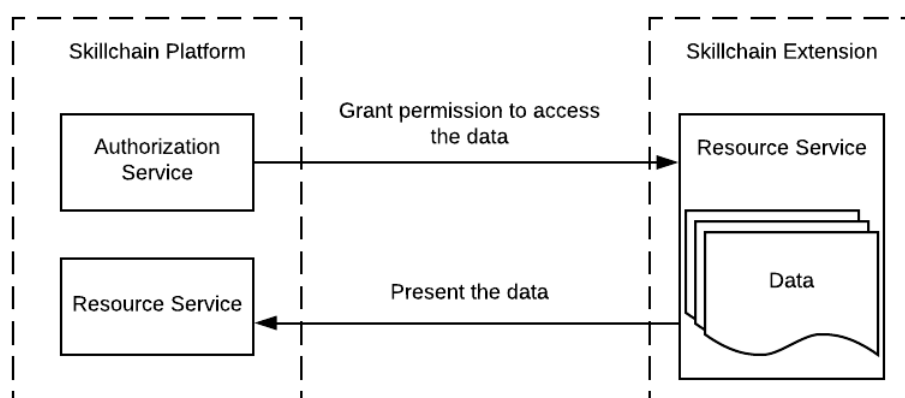 Skillchain Platform
Skillchain Extension
Grant permission to access
the data
Authorization
Service
Resource Service
Resource Service
Present the data
Data